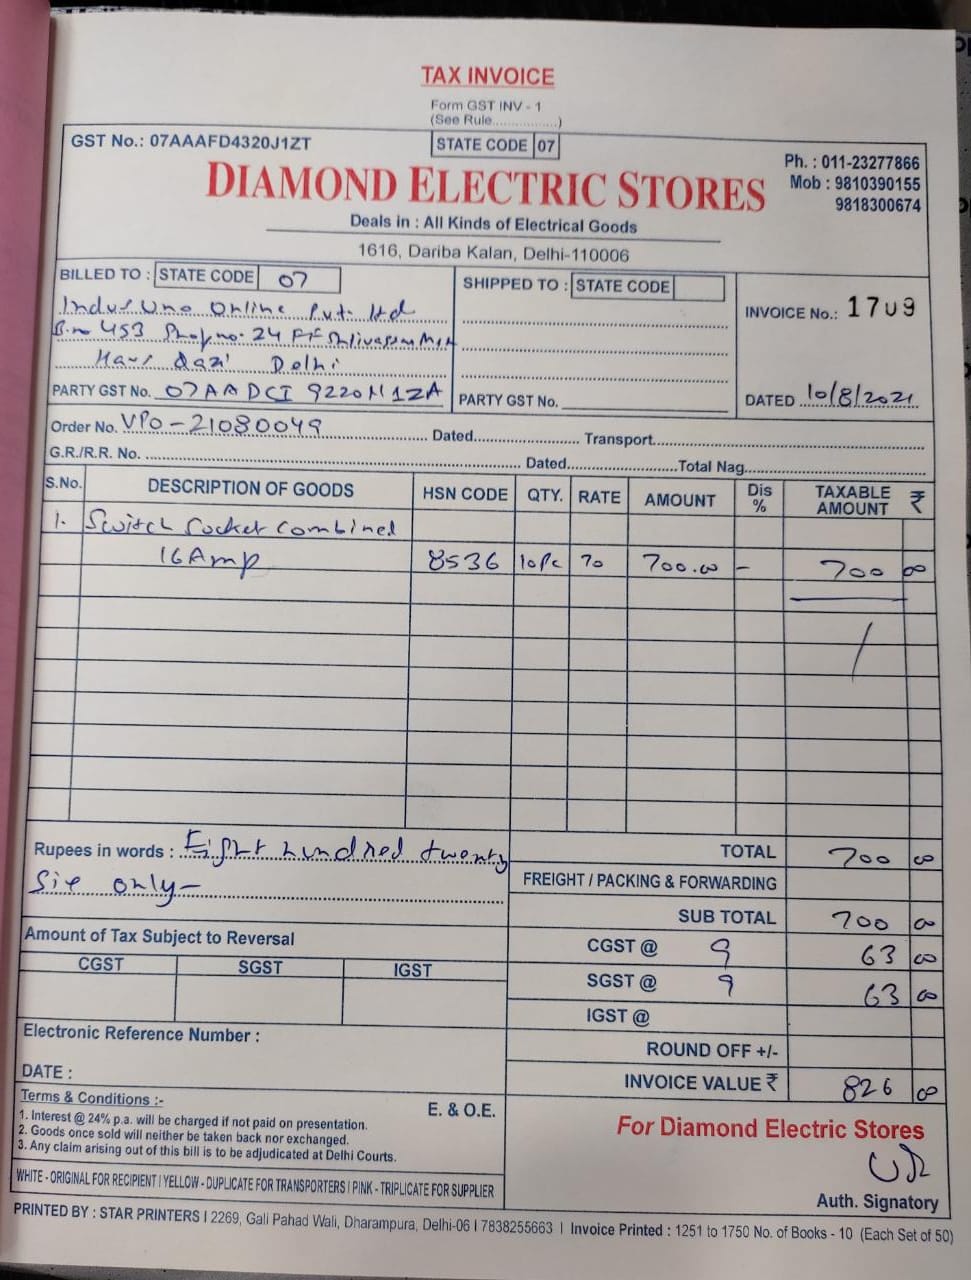 TAX INVOICE
Form GST INV - 1
(See Rule...............)
GST No.: 07AAAFD4320J1ZT
STATE CODE 07
Ph. : 011-23277866
Mob : 9810390155
9818300674
DIAMOND ELECTRIC STORES
Deals in : All Kinds of Electrical Goods
1616, Dariba Kalan, Delhi-110006
BILLED TO : STATE CODE 07
Indus Uno Online Pvt. Ltd
B.no 453 Shop no. 24 FF
Hauz Qazi Delhi
PARTY GST No. 07AADCI9220M1ZA
SHIPPED TO : STATE CODE
PARTY GST No.
INVOICE No.: 1709
DATED 10/8/2021
Order No. VPO-21080049 Dated.................. Transport
G.R./R.R. No. Dated.................. Total Nag
S.No. DESCRIPTION OF GOODS HSN CODE QTY. RATE AMOUNT Dis % TAXABLE AMOUNT ₹
1. Switch Socket Combined
16 Amp 8536 10Pc 70 700.00 - 700 00
Rupees in words : Eight hundred twenty
Six only-
TOTAL 700 00
FREIGHT / PACKING & FORWARDING
SUB TOTAL 700 00
Amount of Tax Subject to Reversal
CGST SGST IGST
CGST @ 9 63 00
SGST @ 9 63 00
IGST @
Electronic Reference Number :
ROUND OFF +/-
DATE :
INVOICE VALUE ₹ 826 00
Terms & Conditions :-
E. & O.E.
1. Interest @ 24% p.a. will be charged if not paid on presentation.
2. Goods once sold will neither be taken back nor exchanged.
3. Any claim arising out of this bill is to be adjudicated at Delhi Courts.
For Diamond Electric Stores
Auth. Signatory
WHITE - ORIGINAL FOR RECIPIENT | YELLOW - DUPLICATE FOR TRANSPORTERS | PINK - TRIPLICATE FOR SUPPLIER
PRINTED BY : STAR PRINTERS | 2269, Gali Pahad Wali, Dharampura, Delhi-06 | 7838255663 | Invoice Printed : 1251 to 1750 No. of Books - 10 (Each Set of 50)